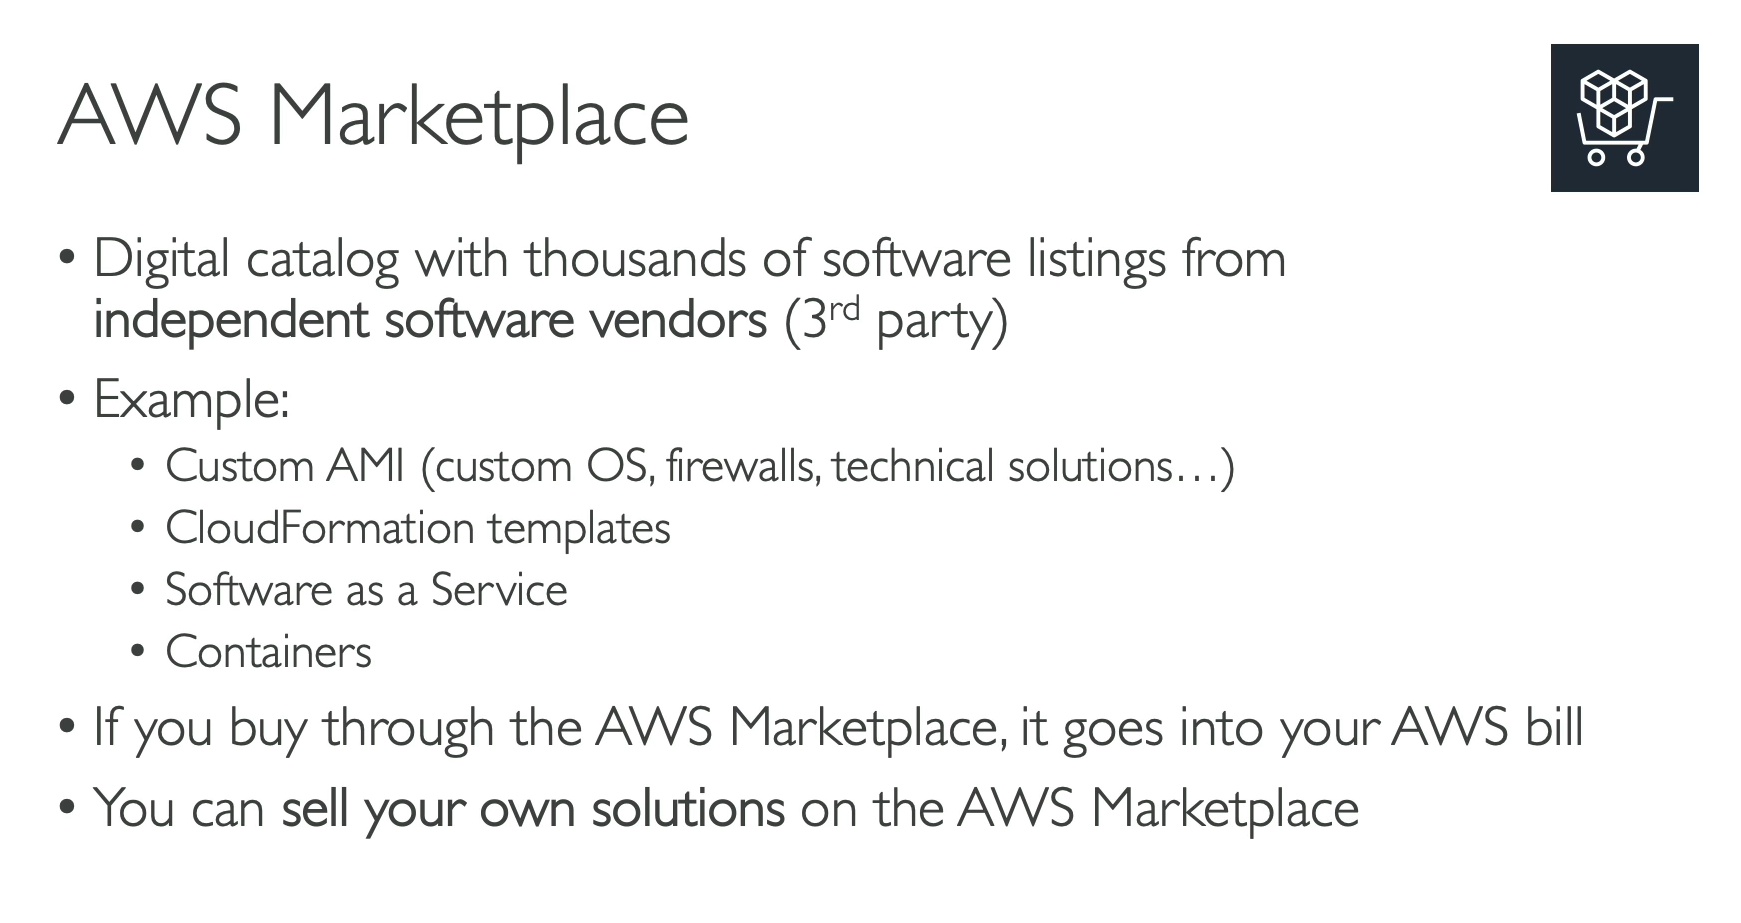 AWS Marketplace
• Digital catalog with thousands of software listings from
independent software vendors (3rd party)
• Example:
• Custom AMI (custom OS, firewalls, technical solutions…)
• CloudFormation templates
• Software as a Service
• Containers
• If you buy through the AWS Marketplace, it goes into your AWS bill
• You can sell your own solutions on the AWS Marketplace